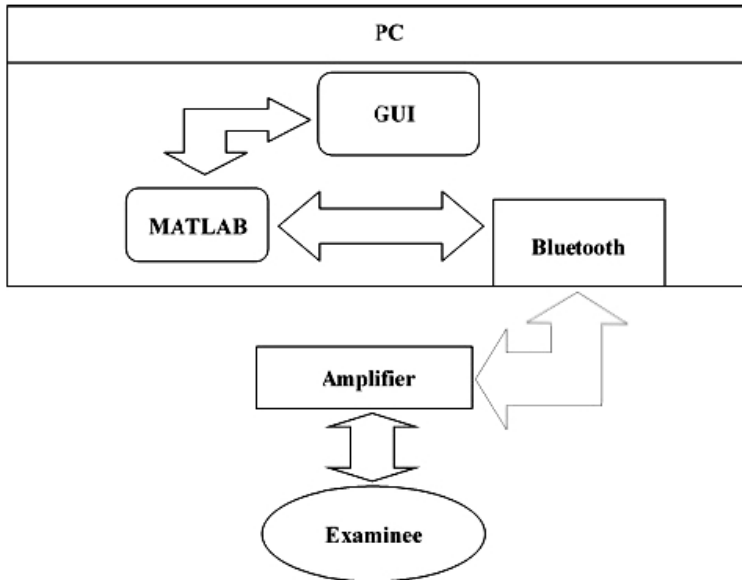 PC
GUI
MATLAB
Bluetooth
Amplifier
Examinee